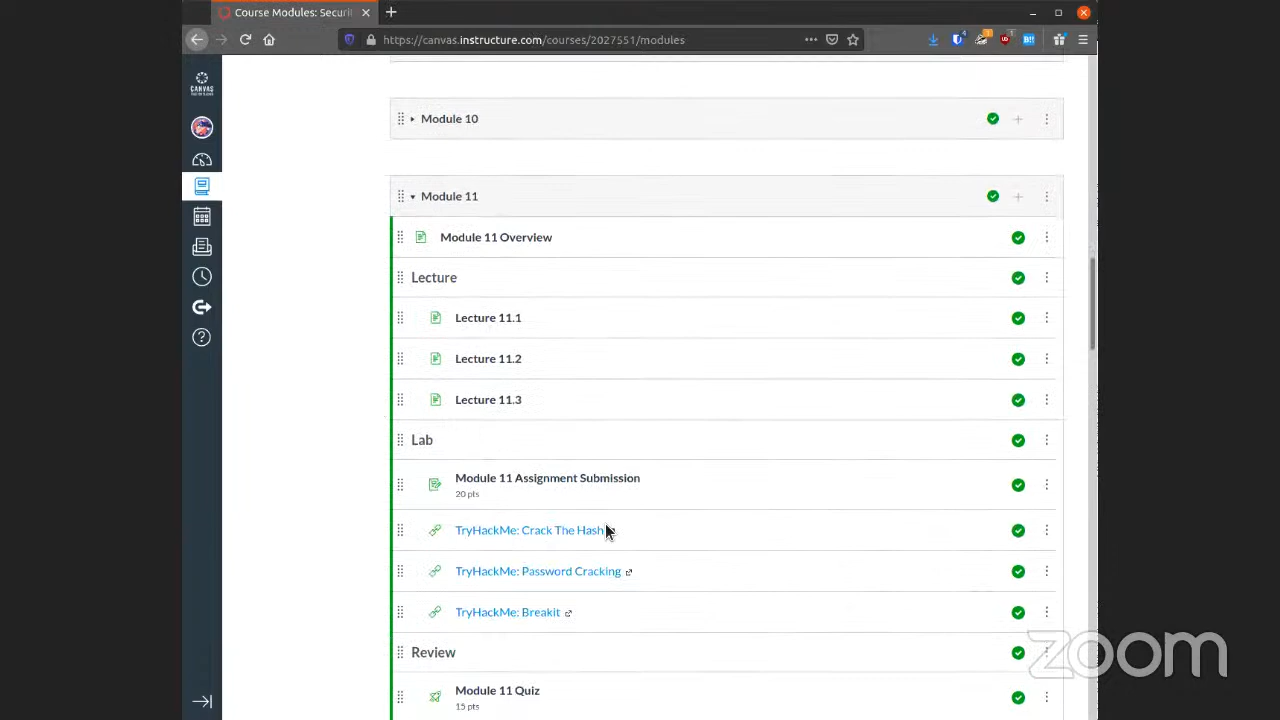 Course Modules: Securi
https://canvas.instructure.com/courses/2027551/modules
CANVAS
Module 10
Module 11
Module 11 Overview
Lecture
Lecture 11.1
Lecture 11.2
Lecture 11.3
Lab
Module 11 Assignment Submission
20 pts
TryHackMe: Crack The Hash
TryHackMe: Password Cracking
TryHackMe: Breakit
Review
Module 11 Quiz
15 pts
zoom